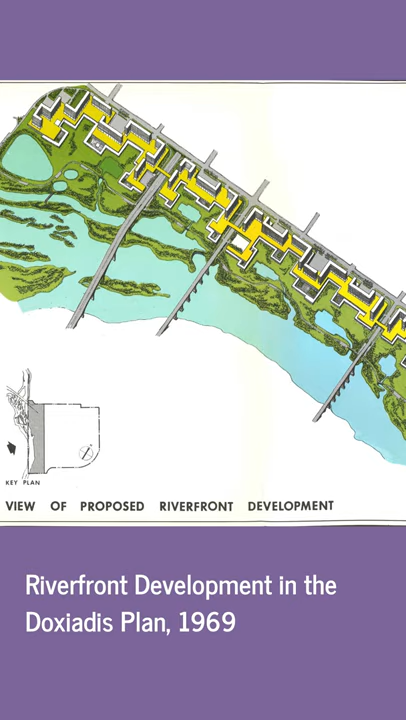 KEY PLAN
VIEW OF PROPOSED RIVERFRONT DEVELOPMENT
Riverfront Development in the
Doxiadis Plan, 1969